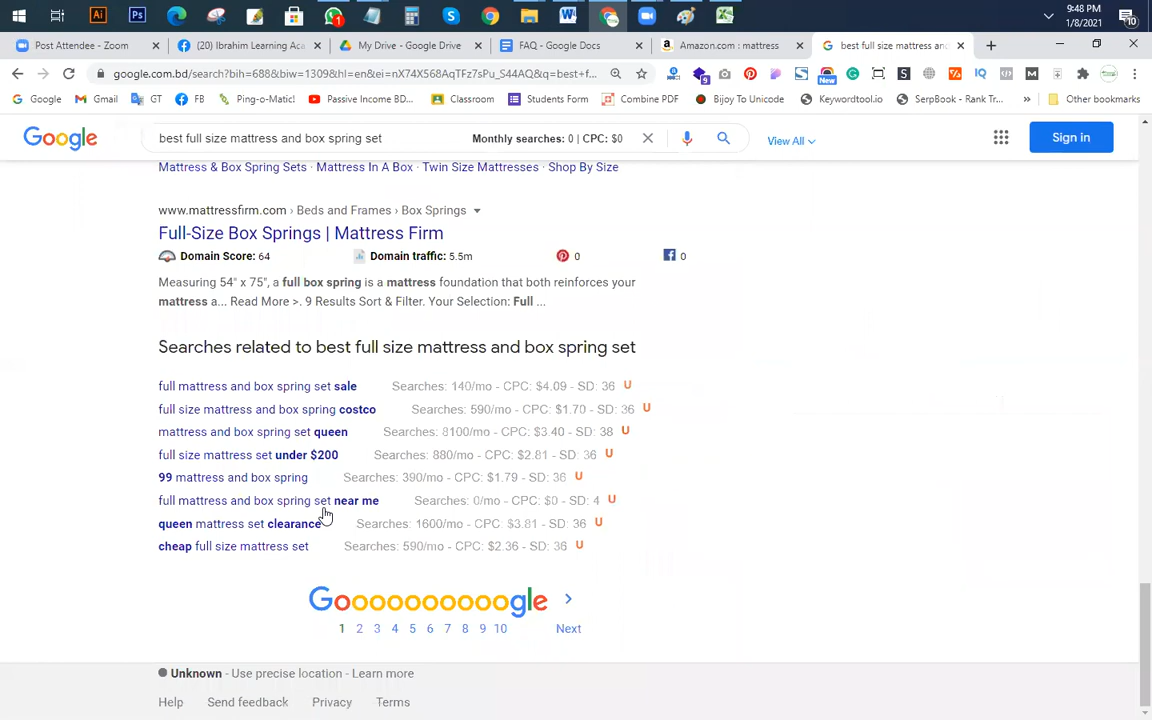 9:48 PM
1/8/2021
10
Post Attendee - Zoom
(20) Ibrahim Learning Aca
My Drive - Google Drive
FAQ - Google Docs
Amazon.com : mattress
best full size mattress and
google.com.bd/search?bih=688&biw=1309&hl=en&ei=nX74X568AqTFz7sPu_S44AQ&q=best+f...
Google
Gmail
GT
FB
Ping-o-Matic!
Passive Income BD...
Classroom
Students Form
Combine PDF
Bijoy To Unicode
Keywordtool.io
SerpBook - Rank Tr...
Other bookmarks
Google
best full size mattress and box spring set
Monthly searches: 0 | CPC: $0
View All
Sign in
Mattress & Box Spring Sets · Mattress In A Box · Twin Size Mattresses · Shop By Size
www.mattressfirm.com › Beds and Frames › Box Springs
Full-Size Box Springs | Mattress Firm
Domain Score: 64 Domain traffic: 5.5m 0 0
Measuring 54" x 75", a full box spring is a mattress foundation that both reinforces your
mattress a... Read More >. 9 Results Sort & Filter. Your Selection: Full ...
Searches related to best full size mattress and box spring set
full mattress and box spring set sale Searches: 140/mo - CPC: $4.09 - SD: 36
full size mattress and box spring costco Searches: 590/mo - CPC: $1.70 - SD: 36
mattress and box spring set queen Searches: 8100/mo - CPC: $3.40 - SD: 38
full size mattress set under $200 Searches: 880/mo - CPC: $2.81 - SD: 36
99 mattress and box spring Searches: 390/mo - CPC: $1.79 - SD: 36
full mattress and box spring set near me Searches: 0/mo - CPC: $0 - SD: 4
queen mattress set clearance Searches: 1600/mo - CPC: $3.81 - SD: 36
cheap full size mattress set Searches: 590/mo - CPC: $2.36 - SD: 36
Goooooooooogle
1 2 3 4 5 6 7 8 9 10 Next
Unknown - Use precise location - Learn more
Help Send feedback Privacy Terms